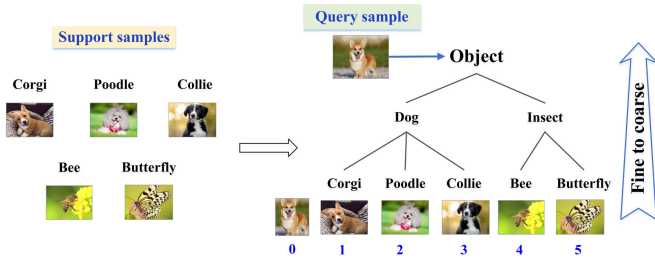 Support samples
Corgi
Poodle
Collie
Bee
Butterfly
Query sample
Object
Dog
Insect
Corgi
Poodle
Collie
Bee
Butterfly
0
1
2
3
4
5
Fine to coarse